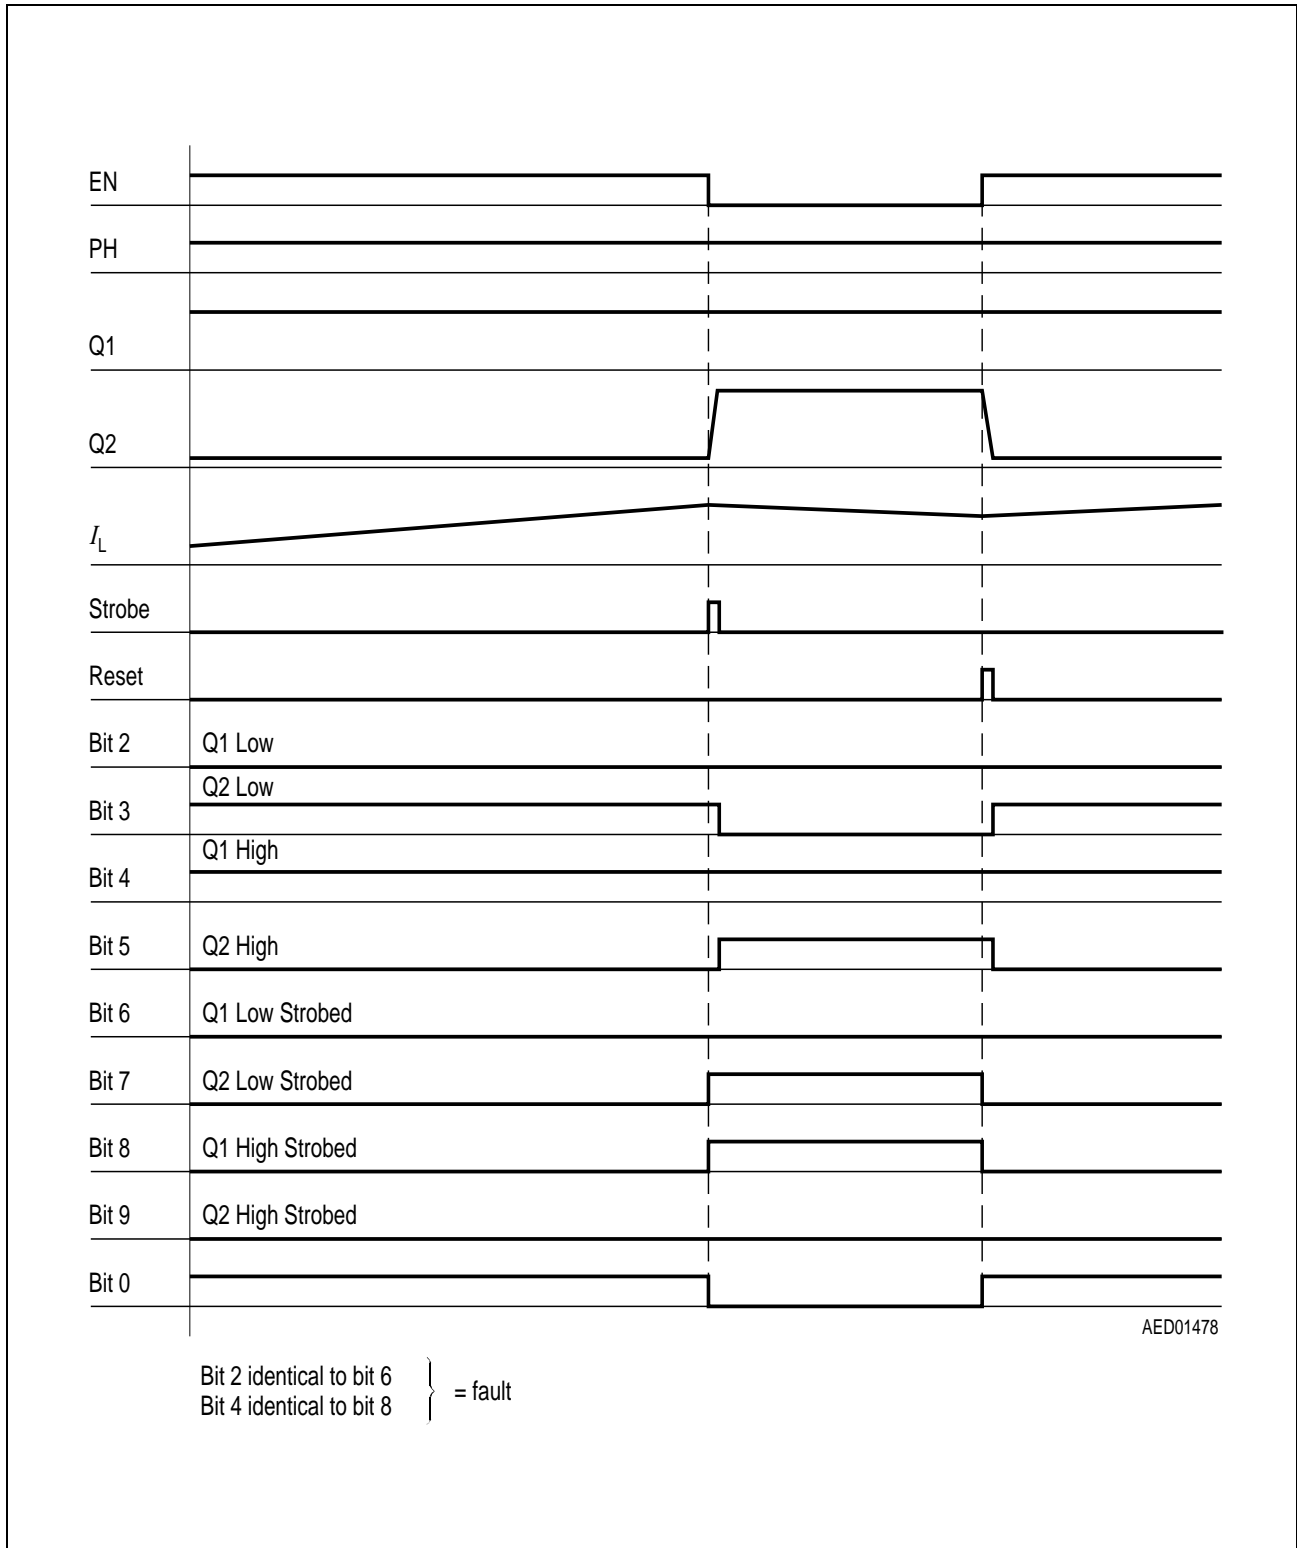 EN
PH
Q1
Q2
IL
Strobe
Reset
Bit 2 Q1 Low
Q2 Low
Bit 3
Q1 High
Bit 4
Bit 5 Q2 High
Bit 6 Q1 Low Strobed
Bit 7 Q2 Low Strobed
Bit 8 Q1 High Strobed
Bit 9 Q2 High Strobed
Bit 0
AED01478
Bit 2 identical to bit 6
Bit 4 identical to bit 8
= fault